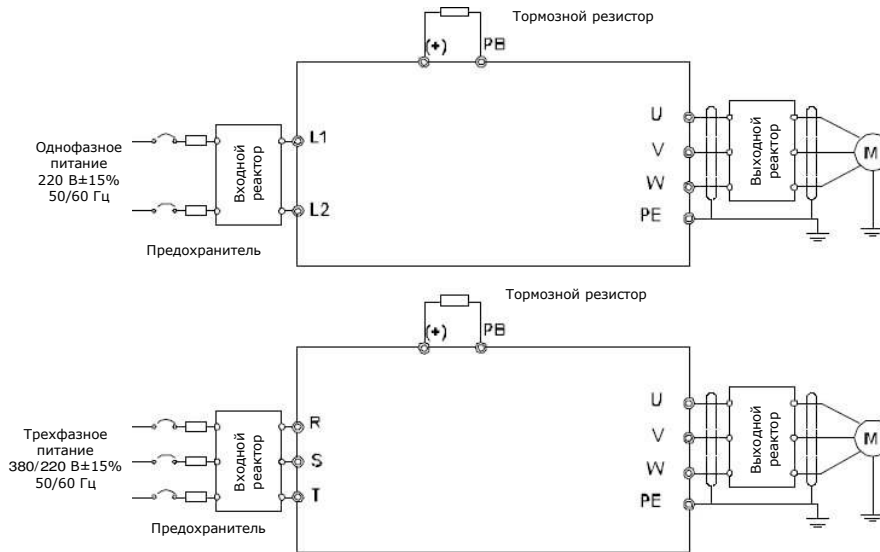 Тормозной резистор
(+) PB
Однофазное
питание
220 В±15%
50/60 Гц
Входной
реактор
L1
L2
Предохранитель
U
V
W
PE
Выходной
реактор
M
Тормозной резистор
(+) PB
Трехфазное
питание
380/220 В±15%
50/60 Гц
Входной
реактор
R
S
T
Предохранитель
U
V
W
PE
Выходной
реактор
M